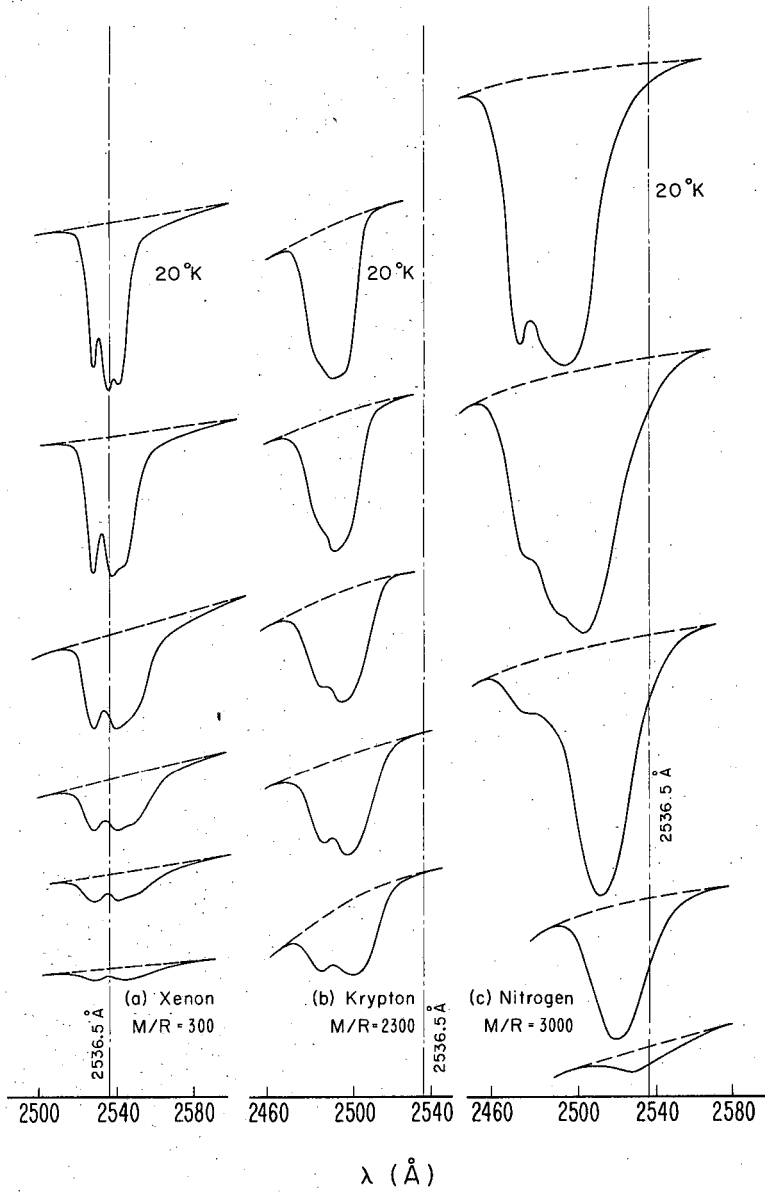 20°K
20°K
20°K
2536.5 Å
(a) Xenon
M/R = 300
(b) Krypton
M/R=2300
(c) Nitrogen
M/R=3000
2536.5 Å
2536.5 Å
2500 2540 2580
2460 2500 2540
2460 2500 2540 2580
λ (Å)